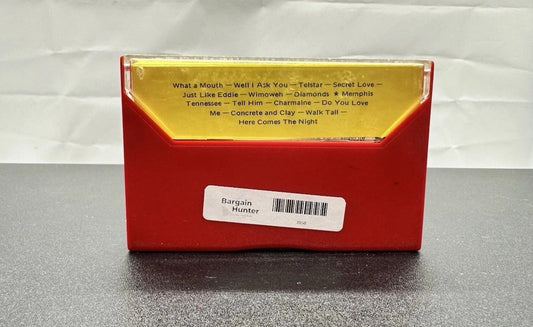 What a Mouth — Well I Ask You — Telstar — Secret Love —
Just Like Eddie — Wimoweh — Diamonds ★ Memphis
Tennessee — Tell Him — Charmaine — Do You Love
Me — Concrete and Clay — Walk Tall —
Here Comes The Night
Bargain
Hunter